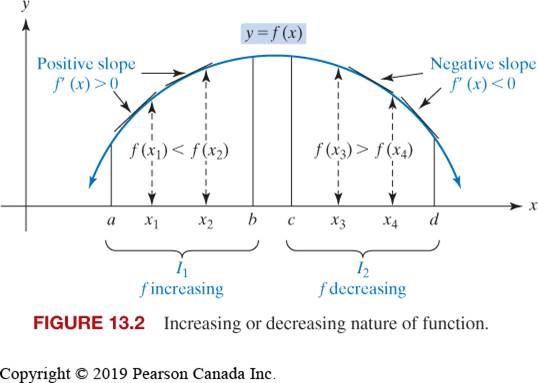 y
y = f (x)
Positive slope
f′ (x) > 0
Negative slope
f′ (x) < 0
f (x₁) < f (x₂)
f (x₃) > f (x₄)
x
a x₁ x₂ b c x₃ x₄ d
I₁
f increasing
I₂
f decreasing
FIGURE 13.2 Increasing or decreasing nature of function.
Copyright © 2019 Pearson Canada Inc.